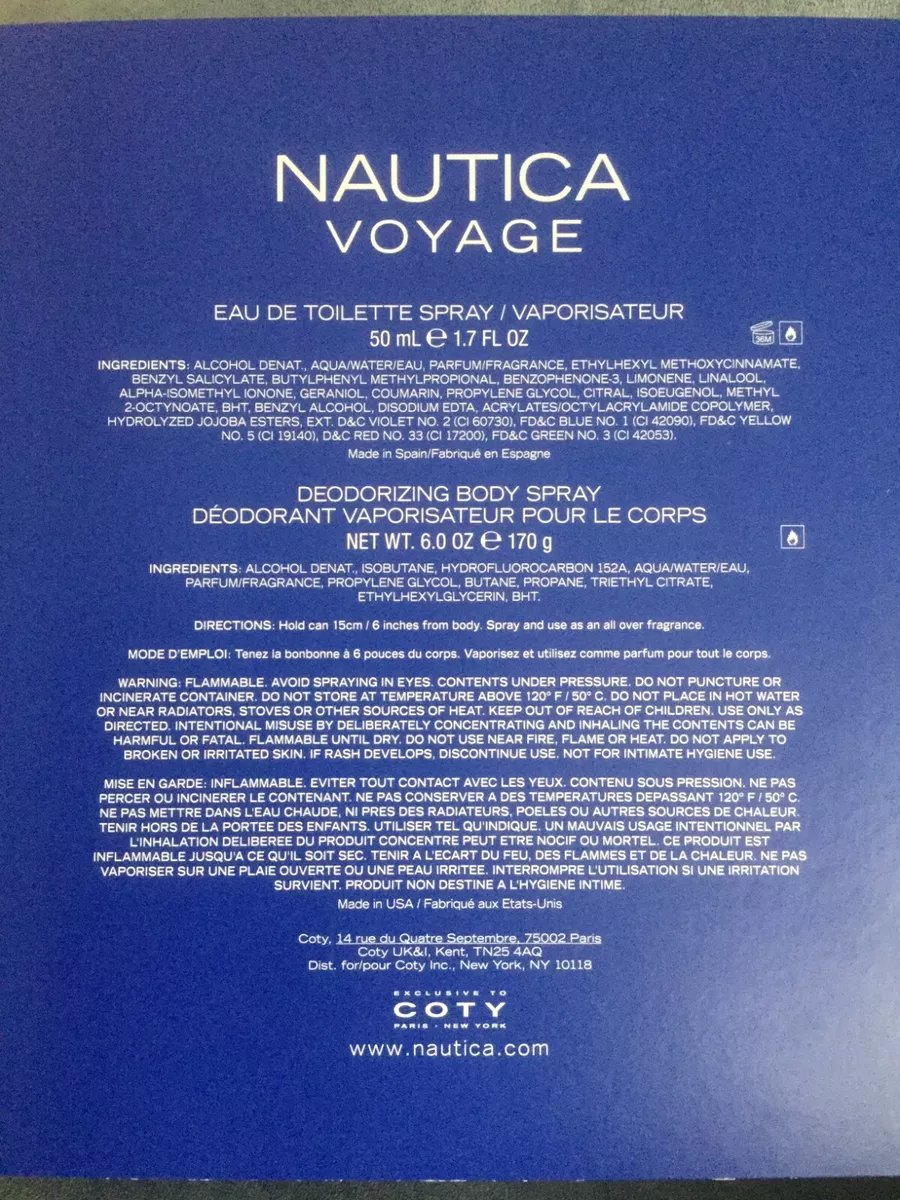 NAUTICA
VOYAGE
EAU DE TOILETTE SPRAY / VAPORISATEUR
50 mL ℮ 1.7 FL OZ
36M
INGREDIENTS: ALCOHOL DENAT., AQUA/WATER/EAU, PARFUM/FRAGRANCE, ETHYLHEXYL METHOXYCINNAMATE,
BENZYL SALICYLATE, BUTYLPHENYL METHYLPROPIONAL, BENZOPHENONE-3, LIMONENE, LINALOOL,
ALPHA-ISOMETHYL IONONE, GERANIOL, COUMARIN, PROPYLENE GLYCOL, CITRAL, ISOEUGENOL, METHYL
2-OCTYNOATE, BHT, BENZYL ALCOHOL, DISODIUM EDTA, ACRYLATES/OCTYLACRYLAMIDE COPOLYMER,
HYDROLYZED JOJOBA ESTERS, EXT. D&C VIOLET NO. 2 (CI 60730), FD&C BLUE NO. 1 (CI 42090), FD&C YELLOW
NO. 5 (CI 19140), D&C RED NO. 33 (CI 17200), FD&C GREEN NO. 3 (CI 42053).
Made in Spain/Fabriqué en Espagne
DEODORIZING BODY SPRAY
DÉODORANT VAPORISATEUR POUR LE CORPS
NET WT. 6.0 OZ ℮ 170 g
INGREDIENTS: ALCOHOL DENAT., ISOBUTANE, HYDROFLUOROCARBON 152A, AQUA/WATER/EAU,
PARFUM/FRAGRANCE, PROPYLENE GLYCOL, BUTANE, PROPANE, TRIETHYL CITRATE,
ETHYLHEXYLGLYCERIN, BHT.
DIRECTIONS: Hold can 15cm / 6 inches from body. Spray and use as an all over fragrance.
MODE D'EMPLOI: Tenez la bonbonne à 6 pouces du corps. Vaporisez et utilisez comme parfum pour tout le corps.
WARNING: FLAMMABLE. AVOID SPRAYING IN EYES. CONTENTS UNDER PRESSURE. DO NOT PUNCTURE OR
INCINERATE CONTAINER. DO NOT STORE AT TEMPERATURE ABOVE 120° F / 50° C. DO NOT PLACE IN HOT WATER
OR NEAR RADIATORS, STOVES OR OTHER SOURCES OF HEAT. KEEP OUT OF REACH OF CHILDREN. USE ONLY AS
DIRECTED. INTENTIONAL MISUSE BY DELIBERATELY CONCENTRATING AND INHALING THE CONTENTS CAN BE
HARMFUL OR FATAL. FLAMMABLE UNTIL DRY. DO NOT USE NEAR FIRE, FLAME OR HEAT. DO NOT APPLY TO
BROKEN OR IRRITATED SKIN. IF RASH DEVELOPS, DISCONTINUE USE. NOT FOR INTIMATE HYGIENE USE.
MISE EN GARDE: INFLAMMABLE. EVITER TOUT CONTACT AVEC LES YEUX. CONTENU SOUS PRESSION. NE PAS
PERCER OU INCINERER LE CONTENANT. NE PAS CONSERVER A DES TEMPERATURES DEPASSANT 120° F / 50° C.
NE PAS METTRE DANS L'EAU CHAUDE, NI PRES DES RADIATEURS, POELES OU AUTRES SOURCES DE CHALEUR.
TENIR HORS DE LA PORTEE DES ENFANTS. UTILISER TEL QU'INDIQUE. UN MAUVAIS USAGE INTENTIONNEL PAR
L'INHALATION DELIBEREE DU PRODUIT CONCENTRE PEUT ETRE NOCIF OU MORTEL. CE PRODUIT EST
INFLAMMABLE JUSQU'A CE QU'IL SOIT SEC. TENIR A L'ECART DU FEU, DES FLAMMES ET DE LA CHALEUR. NE PAS
VAPORISER SUR UNE PLAIE OUVERTE OU UNE PEAU IRRITEE. INTERROMPRE L'UTILISATION SI UNE IRRITATION
SURVIENT. PRODUIT NON DESTINE A L'HYGIENE INTIME.
Made in USA / Fabriqué aux Etats-Unis
Coty, 14 rue du Quatre Septembre, 75002 Paris
Coty UK&I, Kent, TN25 4AQ
Dist. for/pour Coty Inc., New York, NY 10118
EXCLUSIVE TO
COTY
PARIS - NEW YORK
www.nautica.com